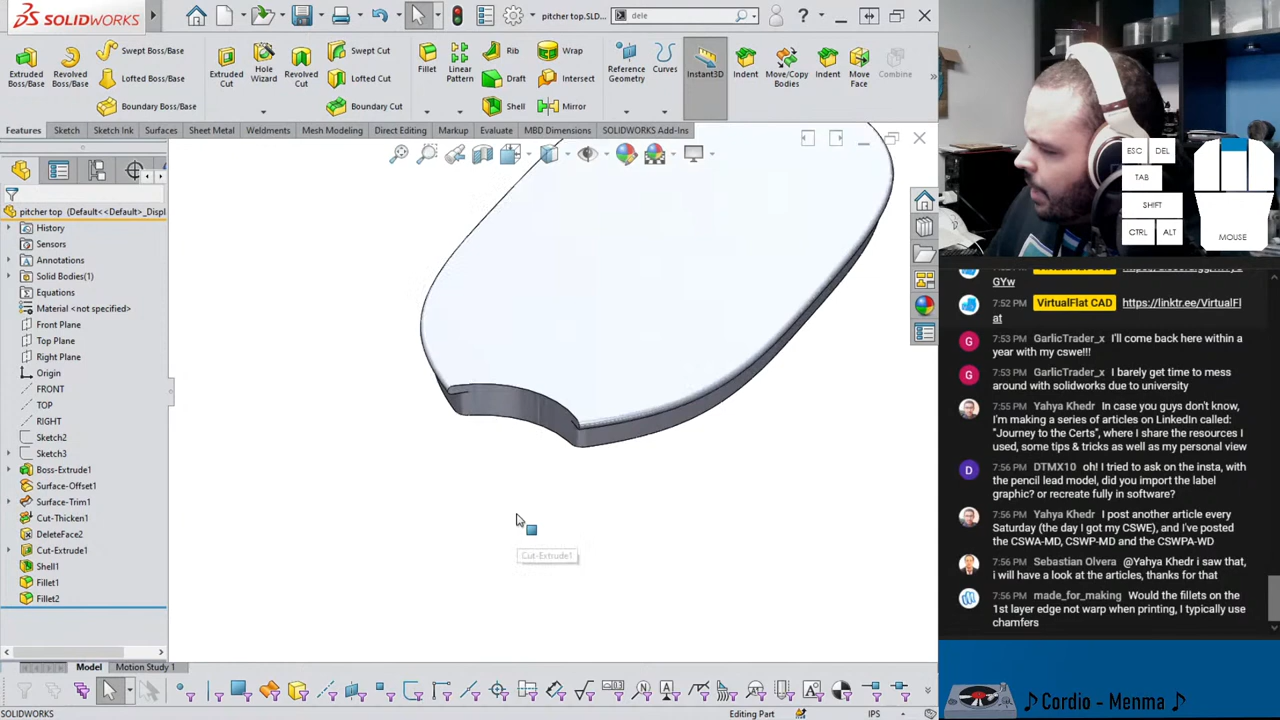 SOLIDWORKS
pitcher top.SLD...
dele
Extruded
Boss/Base
Revolved
Boss/Base
Swept Boss/Base
Lofted Boss/Base
Boundary Boss/Base
Extruded
Cut
Hole
Wizard
Revolved
Cut
Swept Cut
Lofted Cut
Boundary Cut
Fillet
Linear
Pattern
Rib
Draft
Shell
Wrap
Intersect
Mirror
Reference
Geometry
Curves
Instant3D
Indent
Move/Copy
Bodies
Indent
Move
Face
Combine
Features
Sketch
Sketch Ink
Surfaces
Sheet Metal
Weldments
Mesh Modeling
Direct Editing
Markup
Evaluate
MBD Dimensions
SOLIDWORKS Add-Ins
pitcher top (Default<<Default>_Displ
History
Sensors
Annotations
Solid Bodies(1)
Equations
Material <not specified>
Front Plane
Top Plane
Right Plane
Origin
FRONT
TOP
RIGHT
Sketch2
Sketch3
Boss-Extrude1
Surface-Offset1
Surface-Trim1
Cut-Thicken1
DeleteFace2
Cut-Extrude1
Shell1
Fillet1
Fillet2
Cut-Extrude1
Model
Motion Study 1
SOLIDWORKS
Editing Part
IPS
ESC
DEL
TAB
SHIFT
CTRL
ALT
MOUSE
GYw
7:52 PM VirtualFlat CAD https://linktr.ee/VirtualFl
at
7:53 PM GarlicTrader_x I'll come back here within a
year with my cswe!!!
7:53 PM GarlicTrader_x I barely get time to mess
around with solidworks due to university
7:55 PM Yahya Khedr In case you guys don't know,
I'm making a series of articles on LinkedIn called:
"Journey to the Certs", where I share the resources I
used, some tips & tricks as well as my personal view
7:56 PM DTMX10 oh! I tried to ask on the insta, with
the pencil lead model, did you import the label
graphic? or recreate fully in software?
7:56 PM Yahya Khedr I post another article every
Saturday (the day I got my CSWE), and I've posted
the CSWA-MD, CSWP-MD and the CSWPA-WD
7:56 PM Sebastian Olvera @Yahya Khedr i saw that,
i will have a look at the articles, thanks for that
7:56 PM made_for_making Would the fillets on the
1st layer edge not warp when printing, I typically use
chamfers
♪ Cordio - Menma ♪